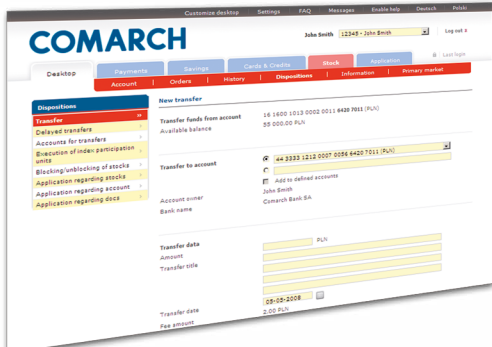 Customize desktop Settings FAQ Messages Enable help Deutsch Polski
COMARCH
John Smith 12345 - John Smith Log out
Last login
Desktop Payments Savings Cards & Credits Stock Application
Account Orders History Dispositions Information Primary market
Dispositions
Transfer »
Delayed transfers
Accounts for transfers
Execution of index participation
units
Blocking/unblocking of stocks
Application regarding stocks
Application regarding account
Application regarding docs
New transfer
Transfer funds from account 16 1600 1013 0002 0011 6420 7011 (PLN)
Available balance 55 000.00 PLN
Transfer to account 44 3333 1212 0007 0056 6420 7011 (PLN)
Add to defined accounts
Account owner John Smith
Bank name Comarch Bank SA
Transfer data
Amount PLN
Transfer title
Transfer date 05-05-2008
Fee amount 2.00 PLN